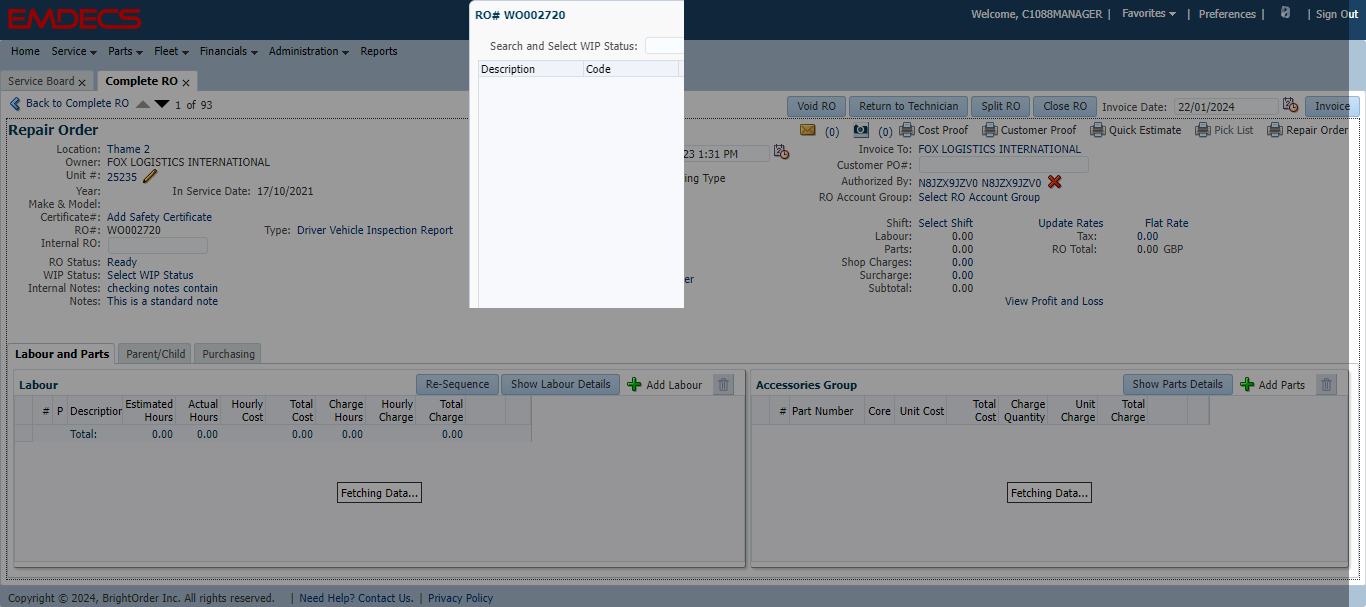 EMDECS
Welcome, C1088MANAGER | Favorites | Preferences | | Sign Out
Home Service Parts Fleet Financials Administration Reports
Service Board x Complete RO x
Back to Complete RO 1 of 93
Void RO Return to Technician Split RO Close RO Invoice Date: 22/01/2024 Invoice
(0) (0) Cost Proof Customer Proof Quick Estimate Pick List Repair Order
Repair Order
Location: Thame 2
Owner: FOX LOGISTICS INTERNATIONAL
Unit #: 25235
Year: In Service Date: 17/10/2021
Make & Model:
Certificate#: Add Safety Certificate
RO#: WO002720 Type: Driver Vehicle Inspection Report
Internal RO:
RO Status: Ready
WIP Status: Select WIP Status
Internal Notes: checking notes contain
Notes: This is a standard note
RO# WO002720
Search and Select WIP Status:
Description Code
23 1:31 PM
ing Type
er
Invoice To: FOX LOGISTICS INTERNATIONAL
Customer PO#:
Authorized By: N8JZX9JZV0 N8JZX9JZV0
RO Account Group: Select RO Account Group
Shift: Select Shift Update Rates Flat Rate
Labour: 0.00 Tax: 0.00
Parts: 0.00 RO Total: 0.00 GBP
Shop Charges: 0.00
Surcharge: 0.00
Subtotal: 0.00
View Profit and Loss
Labour and Parts Parent/Child Purchasing
Labour Re-Sequence Show Labour Details Add Labour
# P Description Estimated Hours Actual Hours Hourly Cost Total Cost Charge Hours Hourly Charge Total Charge
Total: 0.00 0.00 0.00 0.00 0.00
Fetching Data...
Accessories Group Show Parts Details Add Parts
# Part Number Core Unit Cost Total Cost Charge Quantity Unit Charge Total Charge
Fetching Data...
Copyright © 2024, BrightOrder Inc. All rights reserved. | Need Help? Contact Us. | Privacy Policy